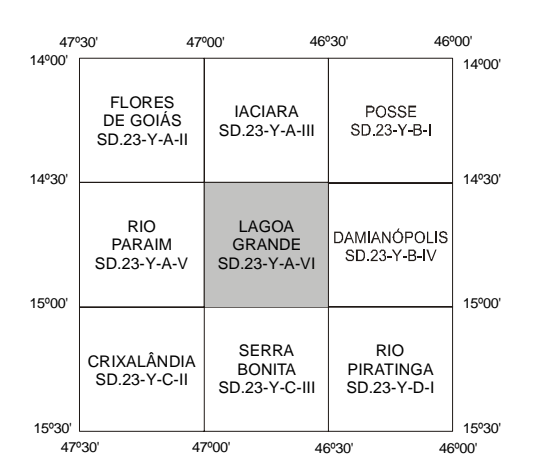 47º30' 47º00' 46º30' 46º00'
14º00' 14º00'
FLORES
DE GOIÁS
SD.23-Y-A-II
IACIARA
SD.23-Y-A-III
POSSE
SD.23-Y-B-I
14º30' 14º30'
RIO
PARAIM
SD.23-Y-A-V
LAGOA
GRANDE
SD.23-Y-A-VI
DAMIANÓPOLIS
SD.23-Y-B-IV
15º00' 15º00'
CRIXALÂNDIA
SD.23-Y-C-II
SERRA
BONITA
SD.23-Y-C-III
RIO
PIRATINGA
SD.23-Y-D-I
15º30' 15º30'
47º30' 47º00' 46º30' 46º00'